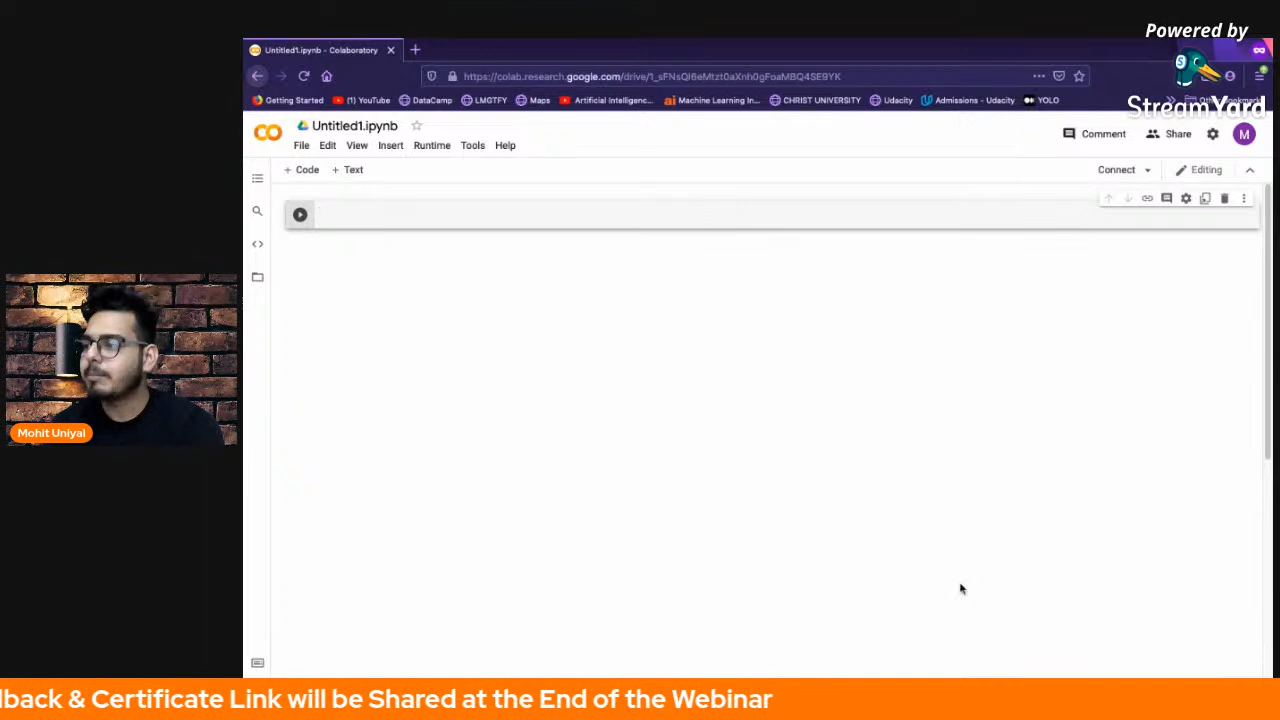 Powered by
StreamYard
Untitled1.ipynb - Colaboratory
https://colab.research.google.com/drive/1_sFNsQI6eMtzt0aXnh0gFoaMBQ4SE9YK
Getting Started (1) YouTube DataCamp LMGTFY Maps Artificial Intelligenc... Machine Learning In... CHRIST UNIVERSITY Udacity Admissions - Udacity YOLO
Untitled1.ipynb
Comment Share M
File Edit View Insert Runtime Tools Help
+ Code + Text Connect Editing
Mohit Uniyal
dback & Certificate Link will be Shared at the End of the Webinar